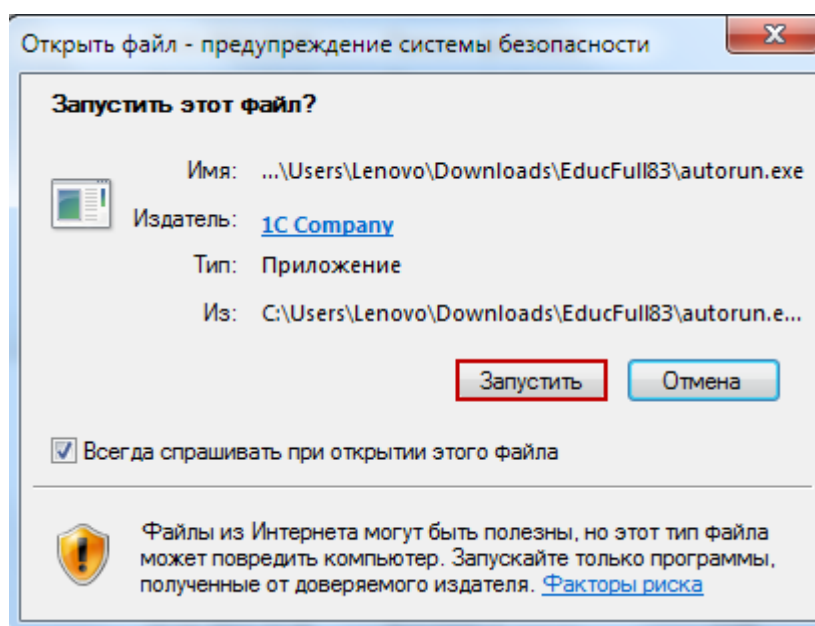 Открыть файл - предупреждение системы безопасности
Запустить этот файл?
Имя: ...\Users\Lenovo\Downloads\EducFull83\autorun.exe
Издатель: 1C Company
Тип: Приложение
Из: C:\Users\Lenovo\Downloads\EducFull83\autorun.e...
Запустить Отмена
Всегда спрашивать при открытии этого файла
Файлы из Интернета могут быть полезны, но этот тип файла
может повредить компьютер. Запускайте только программы,
полученные от доверяемого издателя. Факторы риска